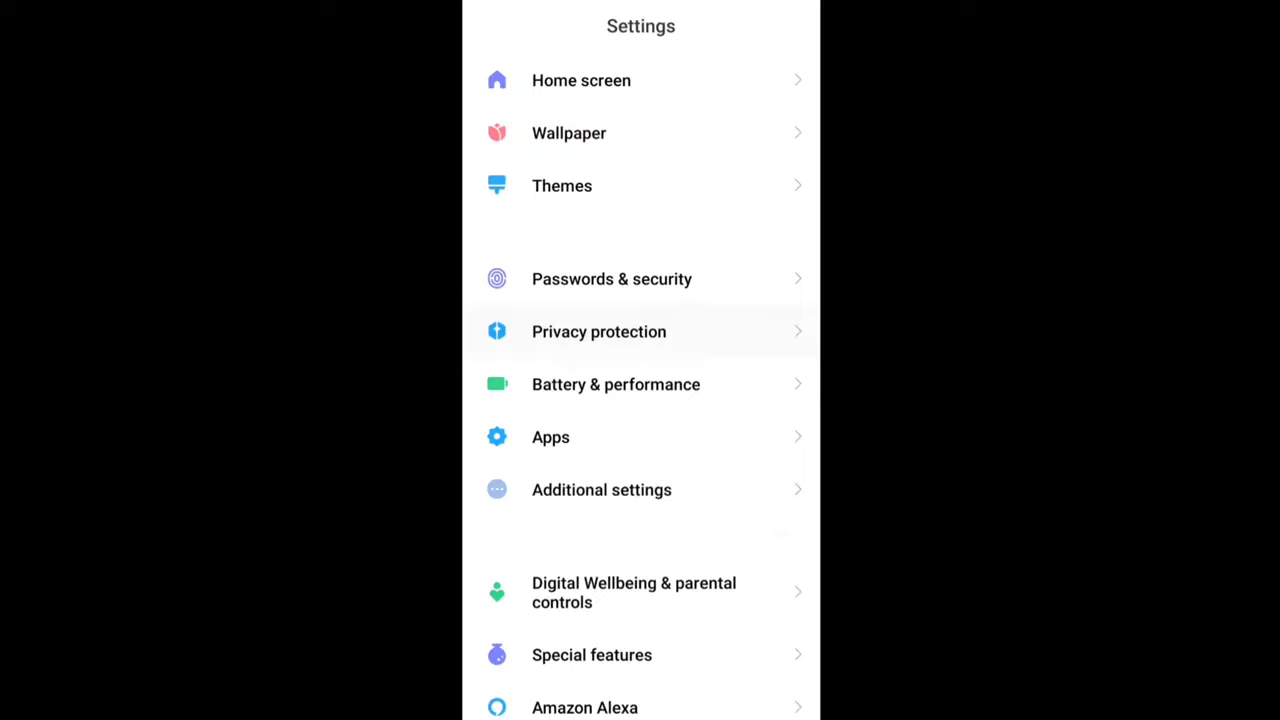 Settings
Home screen
Wallpaper
Themes
Passwords & security
Privacy protection
Battery & performance
Apps
Additional settings
Digital Wellbeing & parental
controls
Special features
Amazon Alexa